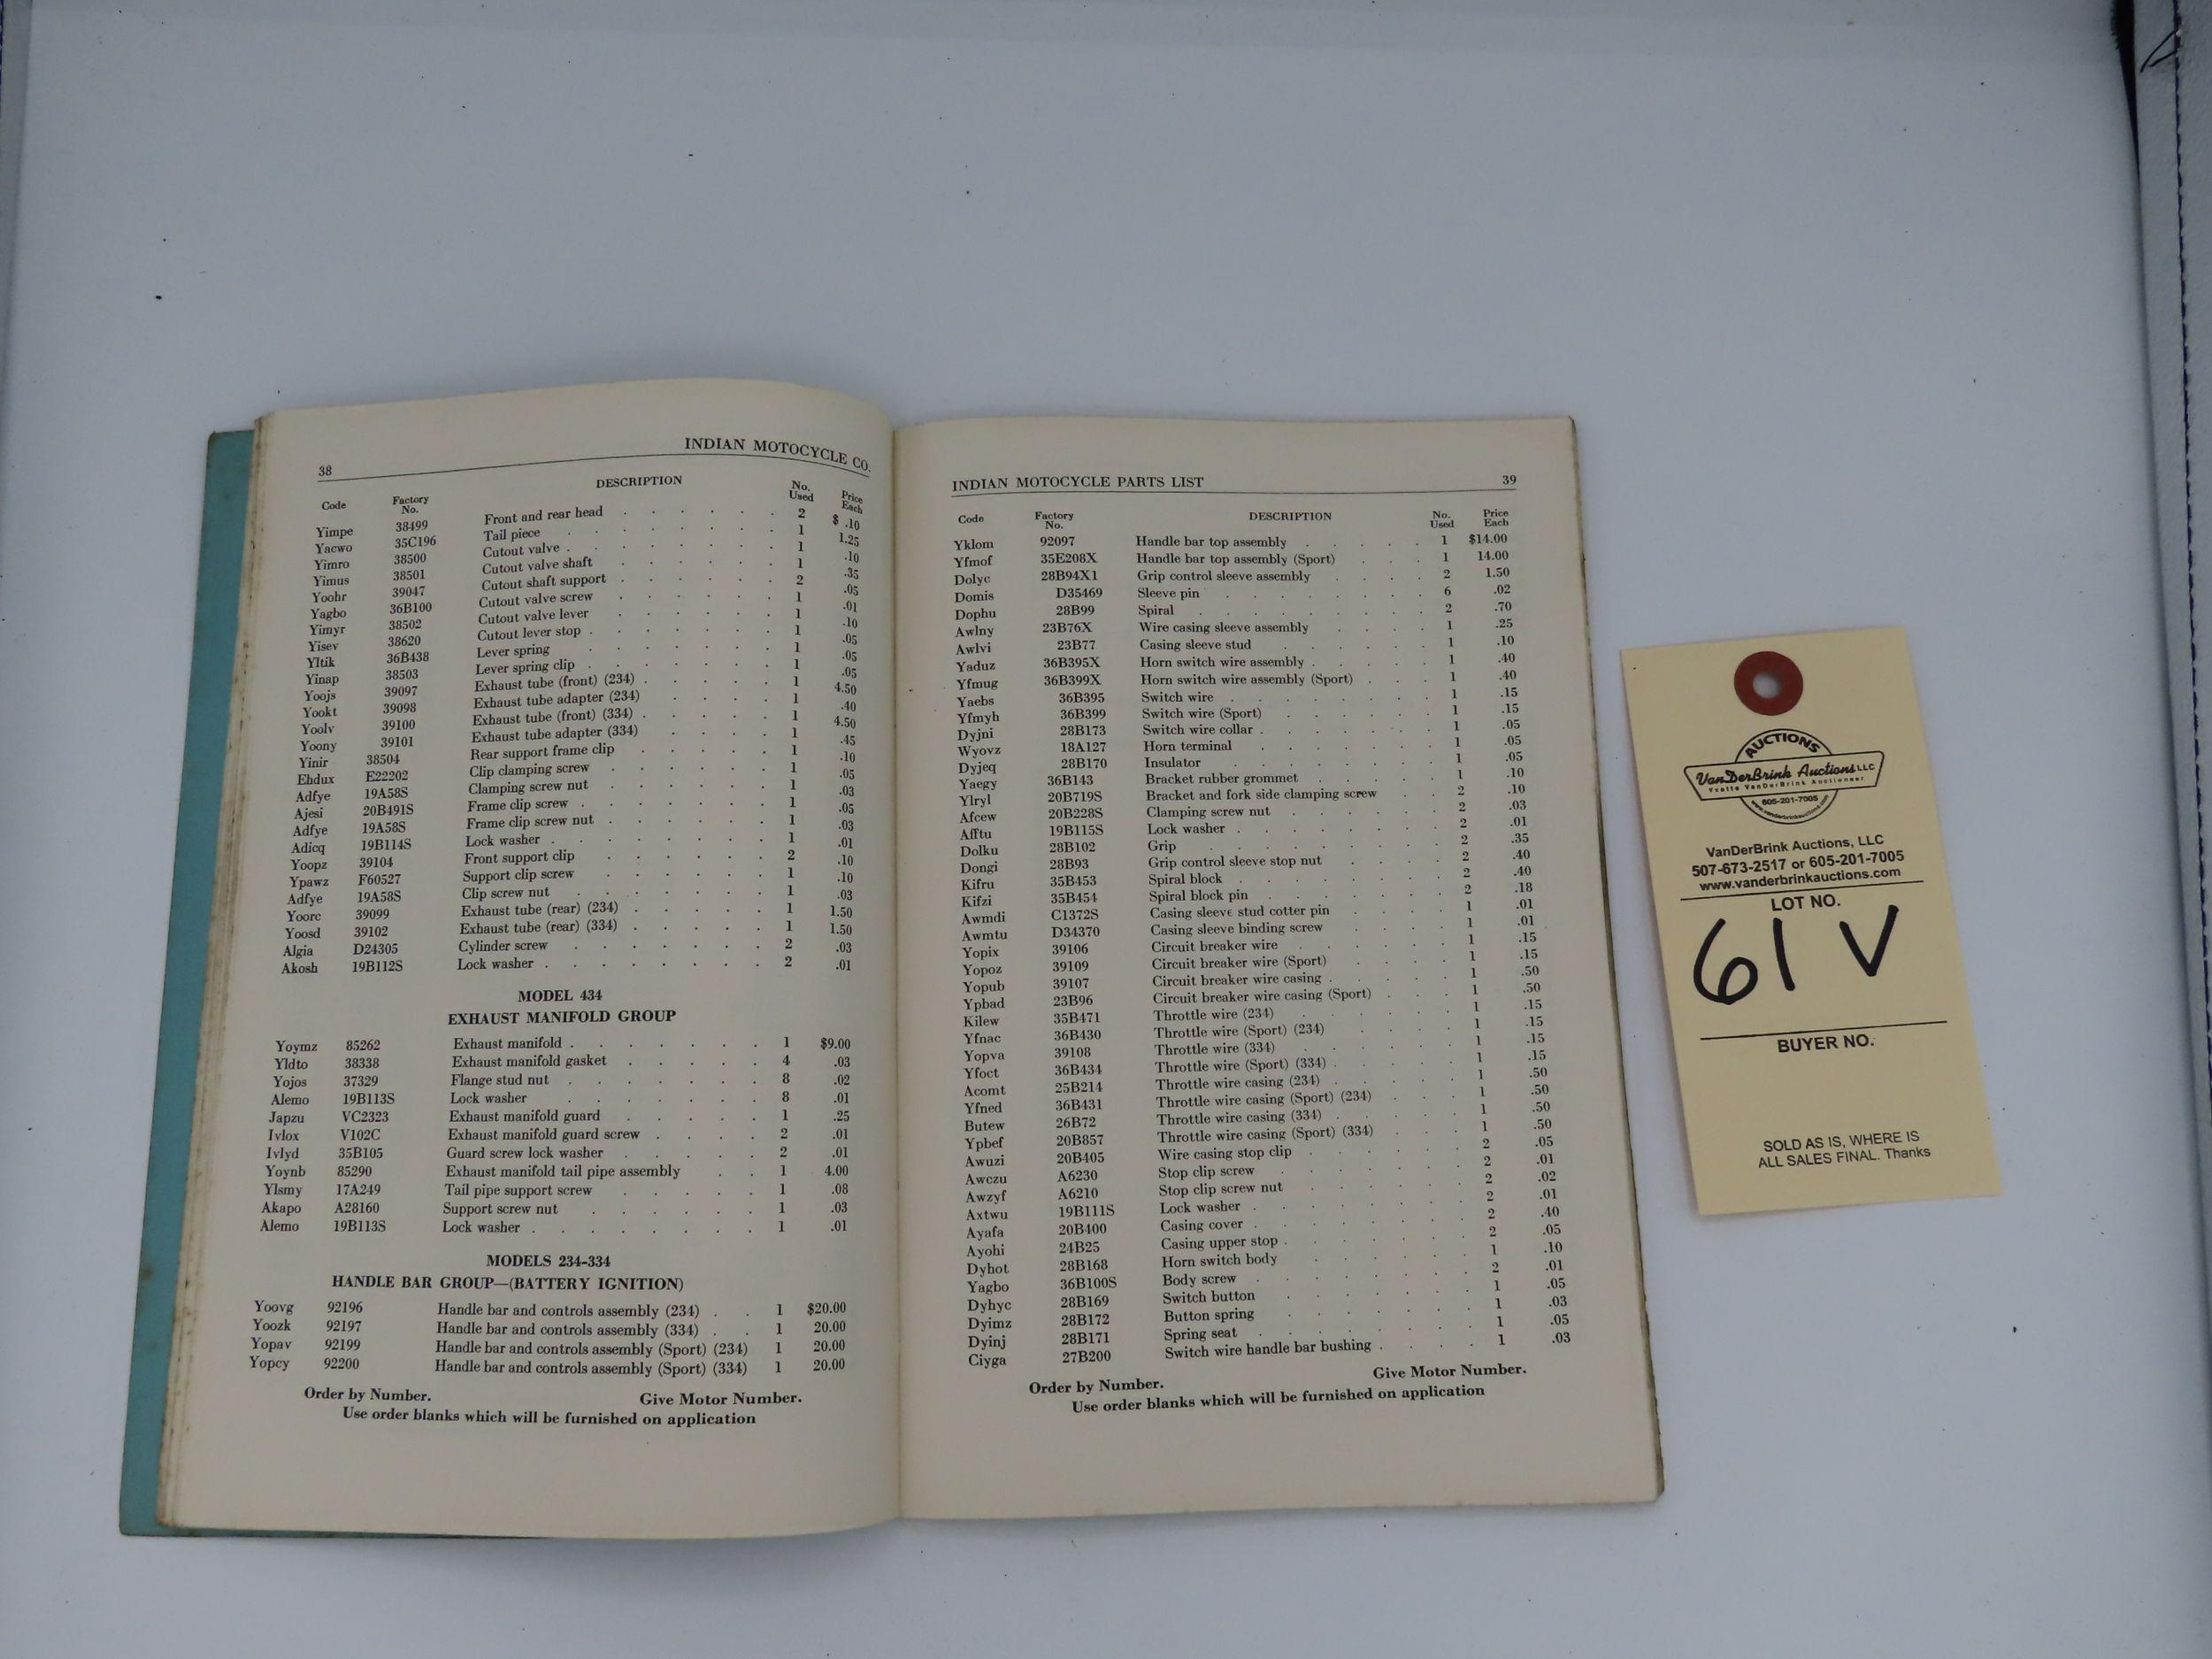 38
INDIAN MOTOCYCLE CO.
Code Factory No. DESCRIPTION No. Used Price Each
Yimpe 38499 Front and rear head 2 $ .10
Yacwo 35C196 Tail piece 1 1.25
Yimro 38500 Cutout valve 1 .10
Yimus 38501 Cutout valve shaft 1 .35
Yoohr 39047 Cutout shaft support 2 .05
Yagbo 36B100 Cutout valve screw 1 .01
Yimyr 38502 Cutout valve lever 1 .10
Yisev 38620 Cutout lever stop 1 .05
Yltik 36B438 Lever spring 1 .05
Yinap 38503 Lever spring clip 1 .05
Yoojs 39097 Exhaust tube (front) (234) 1 4.50
Yookt 39098 Exhaust tube adapter (234) 1 .40
Yoolv 39100 Exhaust tube (front) (334) 1 4.50
Yoony 39101 Exhaust tube adapter (334) 1 .45
Yinir 38504 Rear support frame clip 1 .10
Ehdux E22202 Clip clamping screw 1 .05
Adfye 19A58S Clamping screw nut 1 .03
Ajesi 20B491S Frame clip screw 1 .05
Adfye 19A58S Frame clip screw nut 1 .03
Adicq 19B114S Lock washer 1 .01
Yoopz 39104 Front support clip 2 .10
Ypawz F60527 Support clip screw 1 .10
Adfye 19A58S Clip screw nut 1 .03
Yoorc 39099 Exhaust tube (rear) (234) 1 1.50
Yoosd 39102 Exhaust tube (rear) (334) 1 1.50
Algia D24305 Cylinder screw 2 .03
Akosh 19B112S Lock washer 2 .01
MODEL 434
EXHAUST MANIFOLD GROUP
Yoymz 85262 Exhaust manifold 1 $9.00
Yldto 38338 Exhaust manifold gasket 4 .03
Yojos 37329 Flange stud nut 8 .02
Alemo 19B113S Lock washer 8 .01
Japzu VC2323 Exhaust manifold guard 1 .25
Ivlox V102C Exhaust manifold guard screw 2 .01
Ivlyd 35B105 Guard screw lock washer 2 .01
Yoynb 85290 Exhaust manifold tail pipe assembly 1 4.00
Ylsmy 17A249 Tail pipe support screw 1 .08
Akapo A28160 Support screw nut 1 .03
Alemo 19B113S Lock washer 1 .01
MODELS 234-334
HANDLE BAR GROUP—(BATTERY IGNITION)
Yoovg 92196 Handle bar and controls assembly (234) 1 $20.00
Yoozk 92197 Handle bar and controls assembly (334) 1 20.00
Yopav 92199 Handle bar and controls assembly (Sport) (234) 1 20.00
Yopcy 92200 Handle bar and controls assembly (Sport) (334) 1 20.00
Order by Number. Give Motor Number.
Use order blanks which will be furnished on application
INDIAN MOTOCYCLE PARTS LIST 39
Code Factory No. DESCRIPTION No. Used Price Each
Yklom 92097 Handle bar top assembly 1 $14.00
Yfmof 35E208X Handle bar top assembly (Sport) 1 14.00
Dolyc 28B94X1 Grip control sleeve assembly 2 1.50
Domis D35469 Sleeve pin 6 .02
Dophu 28B99 Spiral 2 .70
Awlny 23B76X Wire casing sleeve assembly 1 .25
Awlvi 23B77 Casing sleeve stud 1 .10
Yaduz 36B395X Horn switch wire assembly 1 .40
Yfmug 36B399X Horn switch wire assembly (Sport) 1 .40
Yaebs 36B395 Switch wire 1 .15
Yfmyh 36B399 Switch wire (Sport) 1 .15
Dyjni 28B173 Switch wire collar 1 .05
Wyovz 18A127 Horn terminal 1 .05
Dyjeq 28B170 Insulator 1 .05
Yaegy 36B143 Bracket rubber grommet 1 .10
Ylryl 20B719S Bracket and fork side clamping screw 2 .10
Afcew 20B228S Clamping screw nut 2 .03
Afftu 19B115S Lock washer 2 .01
Dolku 28B102 Grip 2 .35
Dongi 28B93 Grip control sleeve stop nut 2 .40
Kifru 35B453 Spiral block 2 .40
Kifzi 35B454 Spiral block pin 2 .18
Awmdi C1372S Casing sleeve stud cotter pin 1 .01
Awmtu D34370 Casing sleeve binding screw 1 .01
Yopix 39106 Circuit breaker wire 1 .15
Yopoz 39109 Circuit breaker wire (Sport) 1 .15
Yopub 39107 Circuit breaker wire casing 1 .50
Ypbad 23B96 Circuit breaker wire casing (Sport) 1 .50
Kilew 35B471 Throttle wire (234) 1 .15
Yfnac 36B430 Throttle wire (Sport) (234) 1 .15
Yopva 39108 Throttle wire (334) 1 .15
Yfoct 36B434 Throttle wire (Sport) (334) 1 .15
Acomt 25B214 Throttle wire casing (234) 1 .50
Yfned 36B431 Throttle wire casing (Sport) (234) 1 .50
Butew 26B72 Throttle wire casing (334) 1 .50
Ypbef 20B857 Throttle wire casing (Sport) (334) 1 .50
Awuzi 20B405 Wire casing stop clip 2 .05
Awczu A6230 Stop clip screw 2 .01
Awzyf A6210 Stop clip screw nut 2 .02
Axtwu 19B111S Lock washer 2 .01
Ayafa 20B400 Casing cover 2 .40
Ayohi 24B25 Casing upper stop 2 .05
Dyhot 28B168 Horn switch body 1 .10
Yagbo 36B100S Body screw 2 .01
Dyhyc 28B169 Switch button 1 .05
Dyimz 28B172 Button spring 1 .03
Dyinj 28B171 Spring seat 1 .05
Ciyga 27B200 Switch wire handle bar bushing 1 .03
Order by Number. Give Motor Number.
Use order blanks which will be furnished on application
AUCTIONS
VanDerBrink Auctions LLC
Yvette VanDerBrink Auctioneer
605-201-7005
VanDerBrink Auctions, LLC
507-673-2517 or 605-201-7005
www.vanderbrinkauctions.com
LOT NO.
61 V
BUYER NO.
SOLD AS IS, WHERE IS
ALL SALES FINAL. Thanks